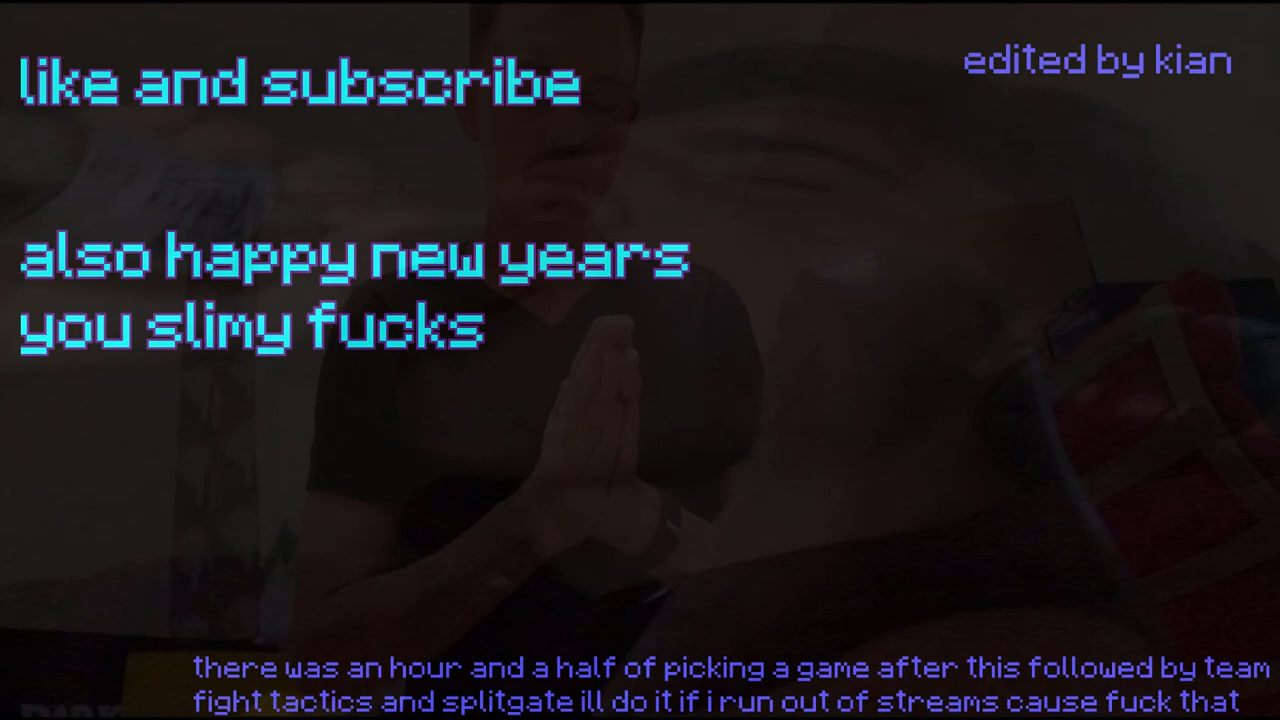 like and subscribe
edited by kian
also happy new years
you slimy fucks
there was an hour and a half of picking a game after this followed by team
fight tactics and splitgate ill do it if i run out of streams cause fuck that